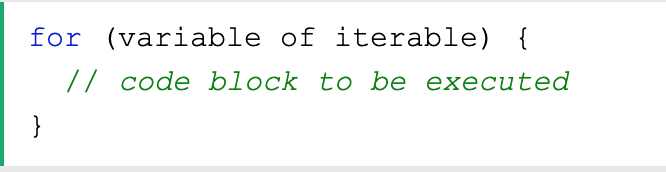 for (variable of iterable) {
  // code block to be executed
}